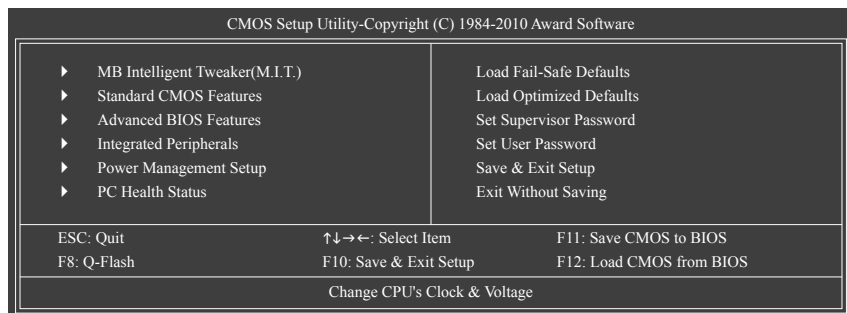 CMOS Setup Utility-Copyright (C) 1984-2010 Award Software
MB Intelligent Tweaker(M.I.T.)
Standard CMOS Features
Advanced BIOS Features
Integrated Peripherals
Power Management Setup
PC Health Status
Load Fail-Safe Defaults
Load Optimized Defaults
Set Supervisor Password
Set User Password
Save & Exit Setup
Exit Without Saving
ESC: Quit ↑↓→←: Select Item F11: Save CMOS to BIOS
F8: Q-Flash F10: Save & Exit Setup F12: Load CMOS from BIOS
Change CPU's Clock & Voltage